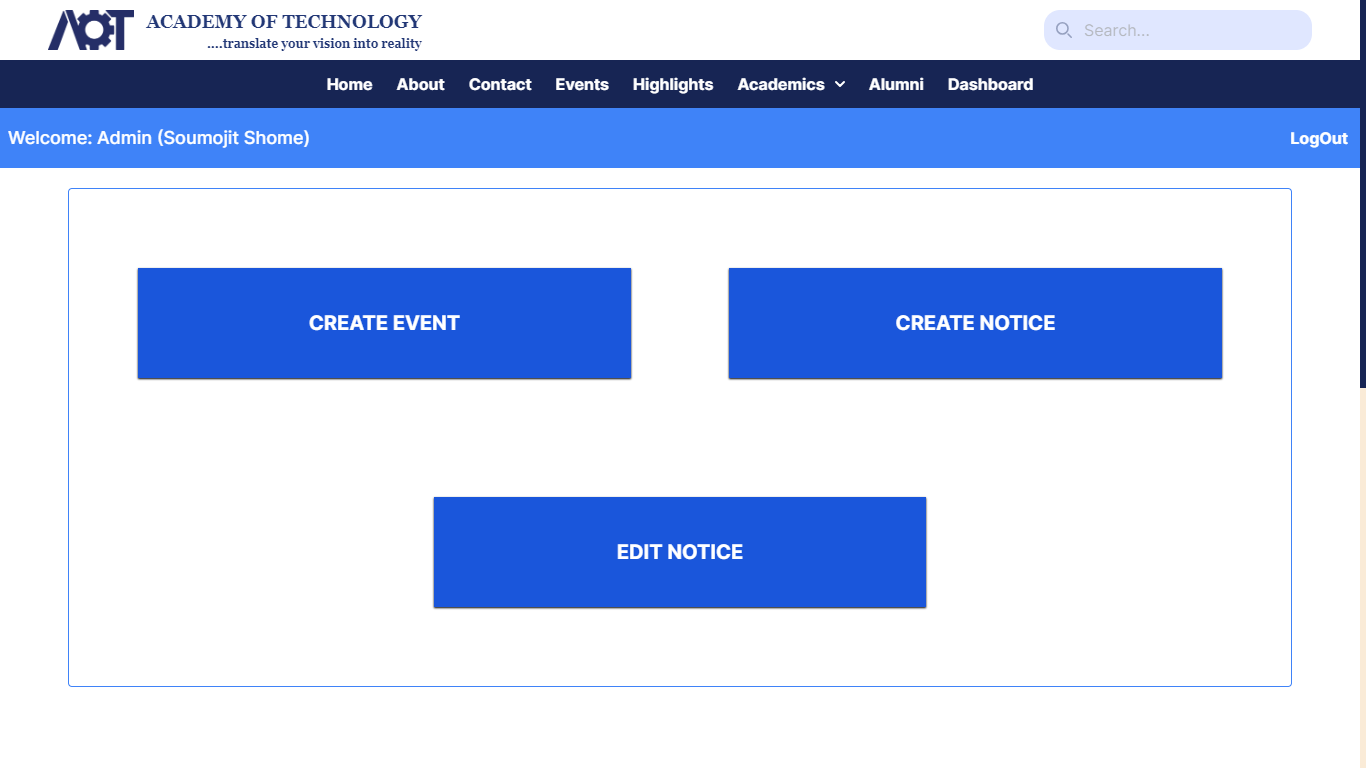 AOT ACADEMY OF TECHNOLOGY
....translate your vision into reality
Search...
Home About Contact Events Highlights Academics Alumni Dashboard
Welcome: Admin (Soumojit Shome) LogOut
CREATE EVENT CREATE NOTICE
EDIT NOTICE